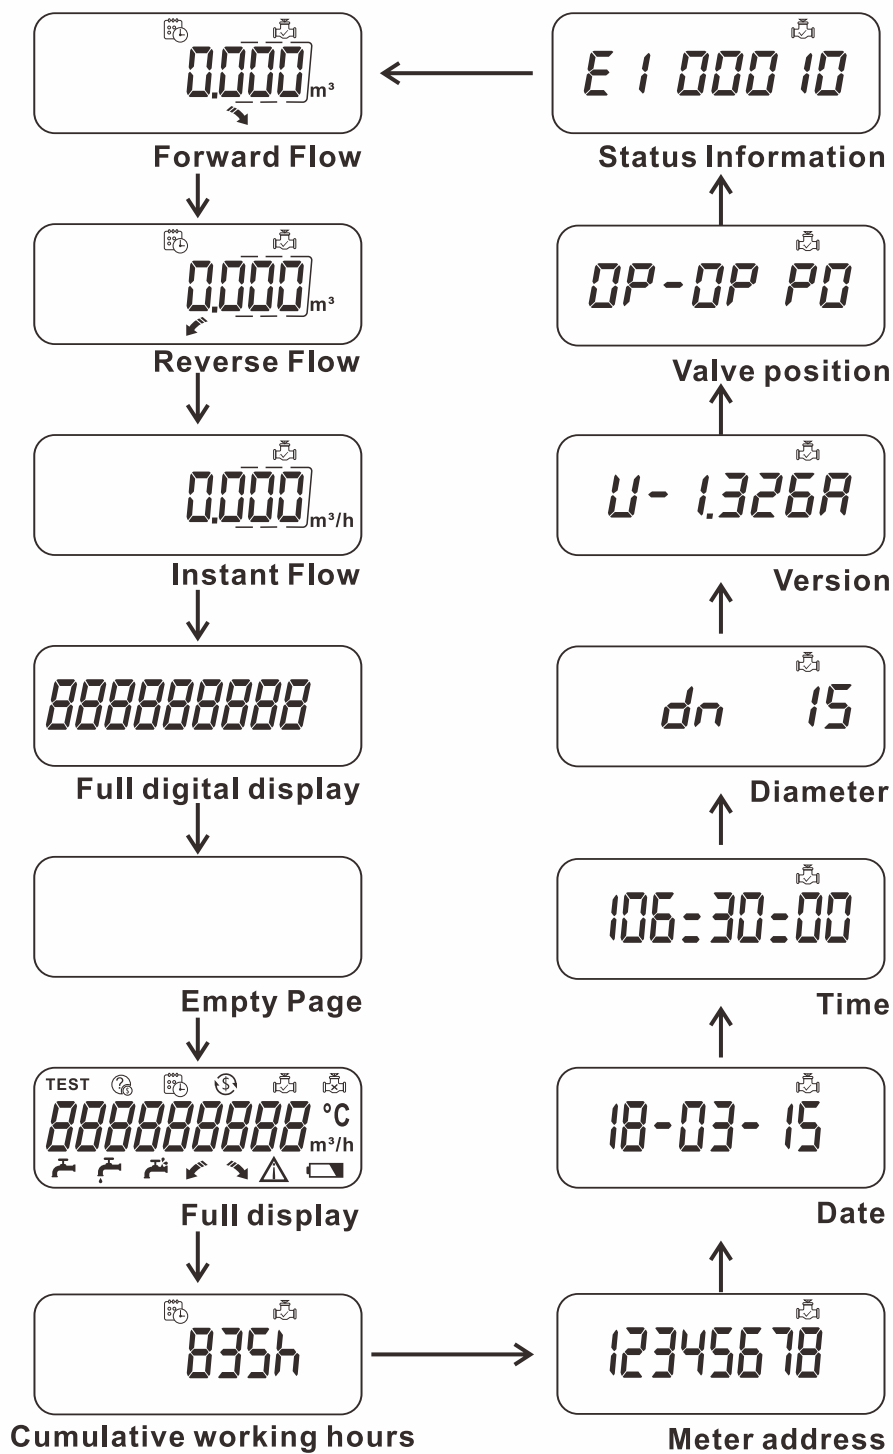 0.000 m³
Forward Flow
0.000 m³
Reverse Flow
0.000 m³/h
Instant Flow
888888888
Full digital display
Empty Page
TEST ? $ $
888888888 °C
m³/h
Full display
835h
Cumulative working hours
12345678
Meter address
18-03-15
Date
106:30:00
Time
dn 15
Diameter
U-1.326A
Version
OP-OP PO
Valve position
E1 00010
Status Information